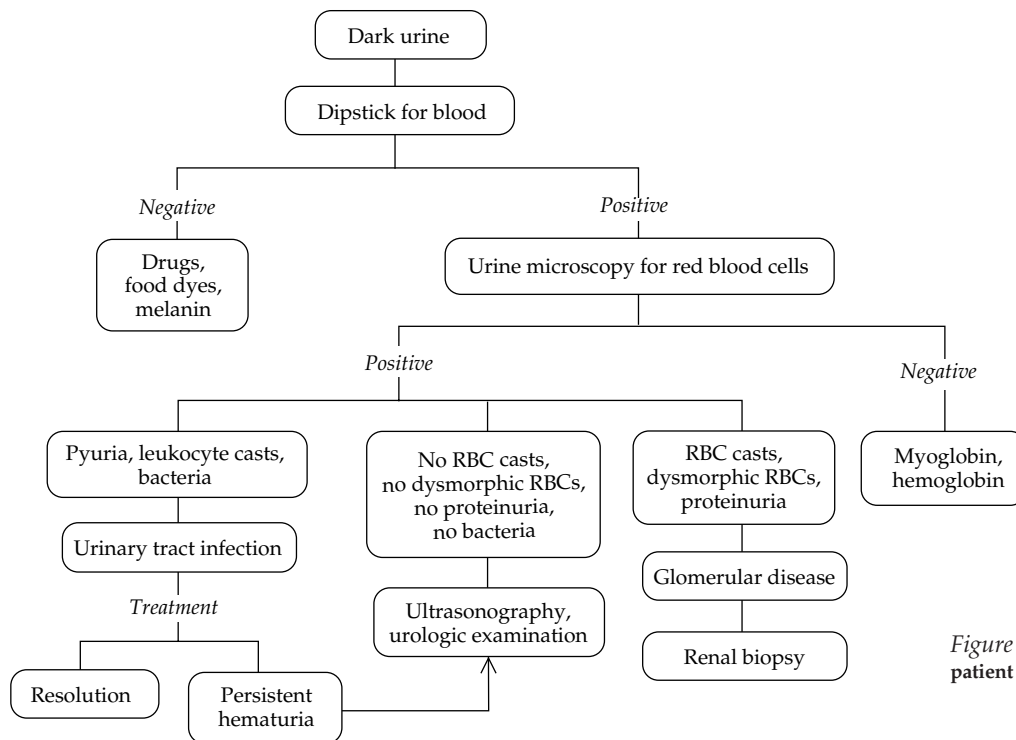 Dark urine
Dipstick for blood
Negative
Positive
Drugs,
food dyes,
melanin
Urine microscopy for red blood cells
Positive
Negative
Pyuria, leukocyte casts,
bacteria
No RBC casts,
no dysmorphic RBCs,
no proteinuria,
no bacteria
RBC casts,
dysmorphic RBCs,
proteinuria
Myoglobin,
hemoglobin
Urinary tract infection
Glomerular disease
Treatment
Ultrasonography,
urologic examination
Renal biopsy
Resolution
Persistent
hematuria
Figure
patient